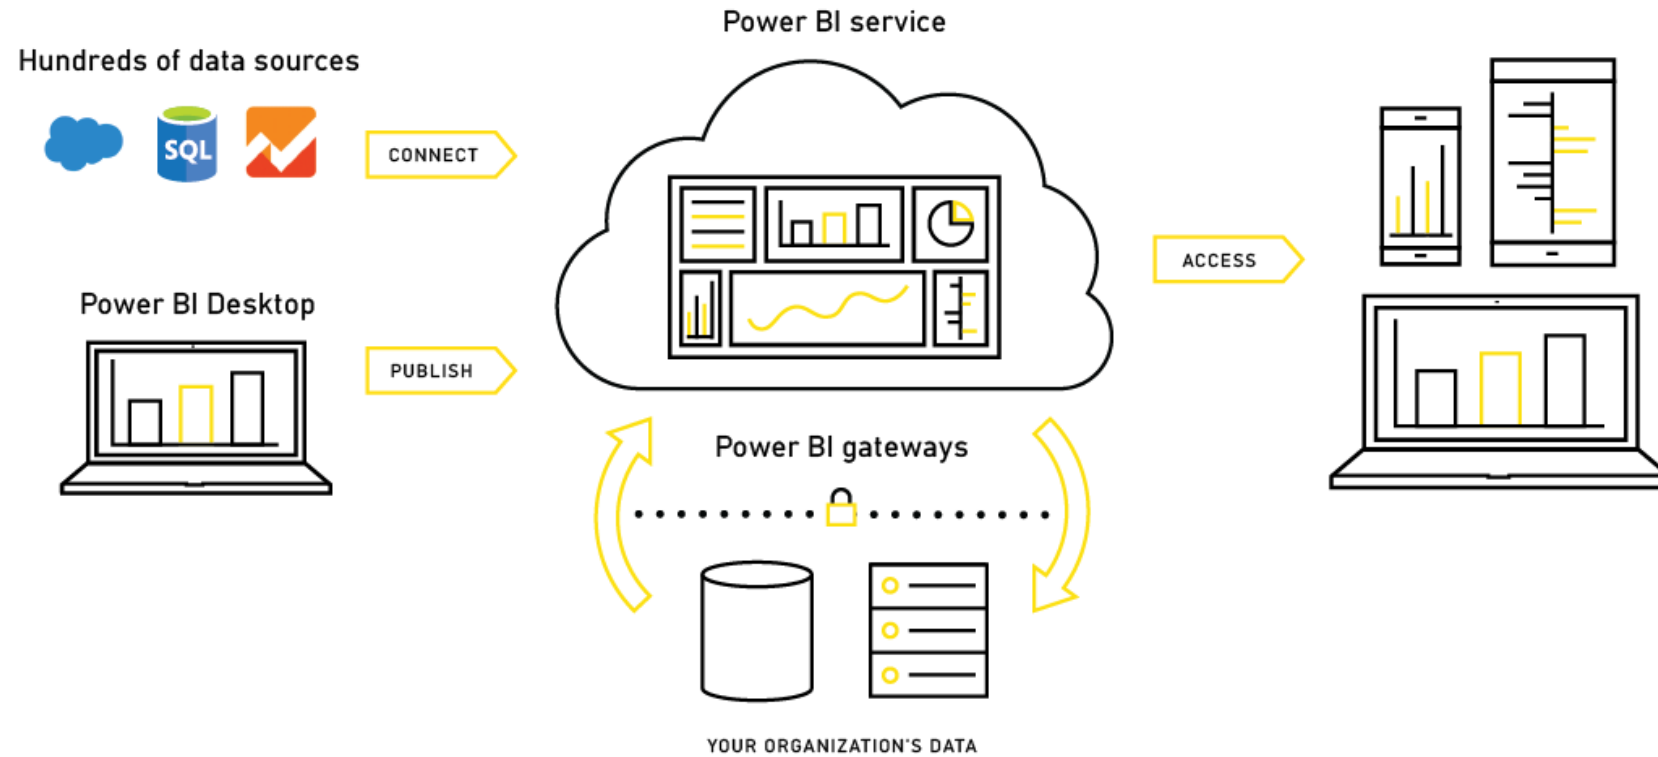 Power BI service
Hundreds of data sources
SQL
CONNECT
ACCESS
Power BI Desktop
PUBLISH
Power BI gateways
YOUR ORGANIZATION'S DATA